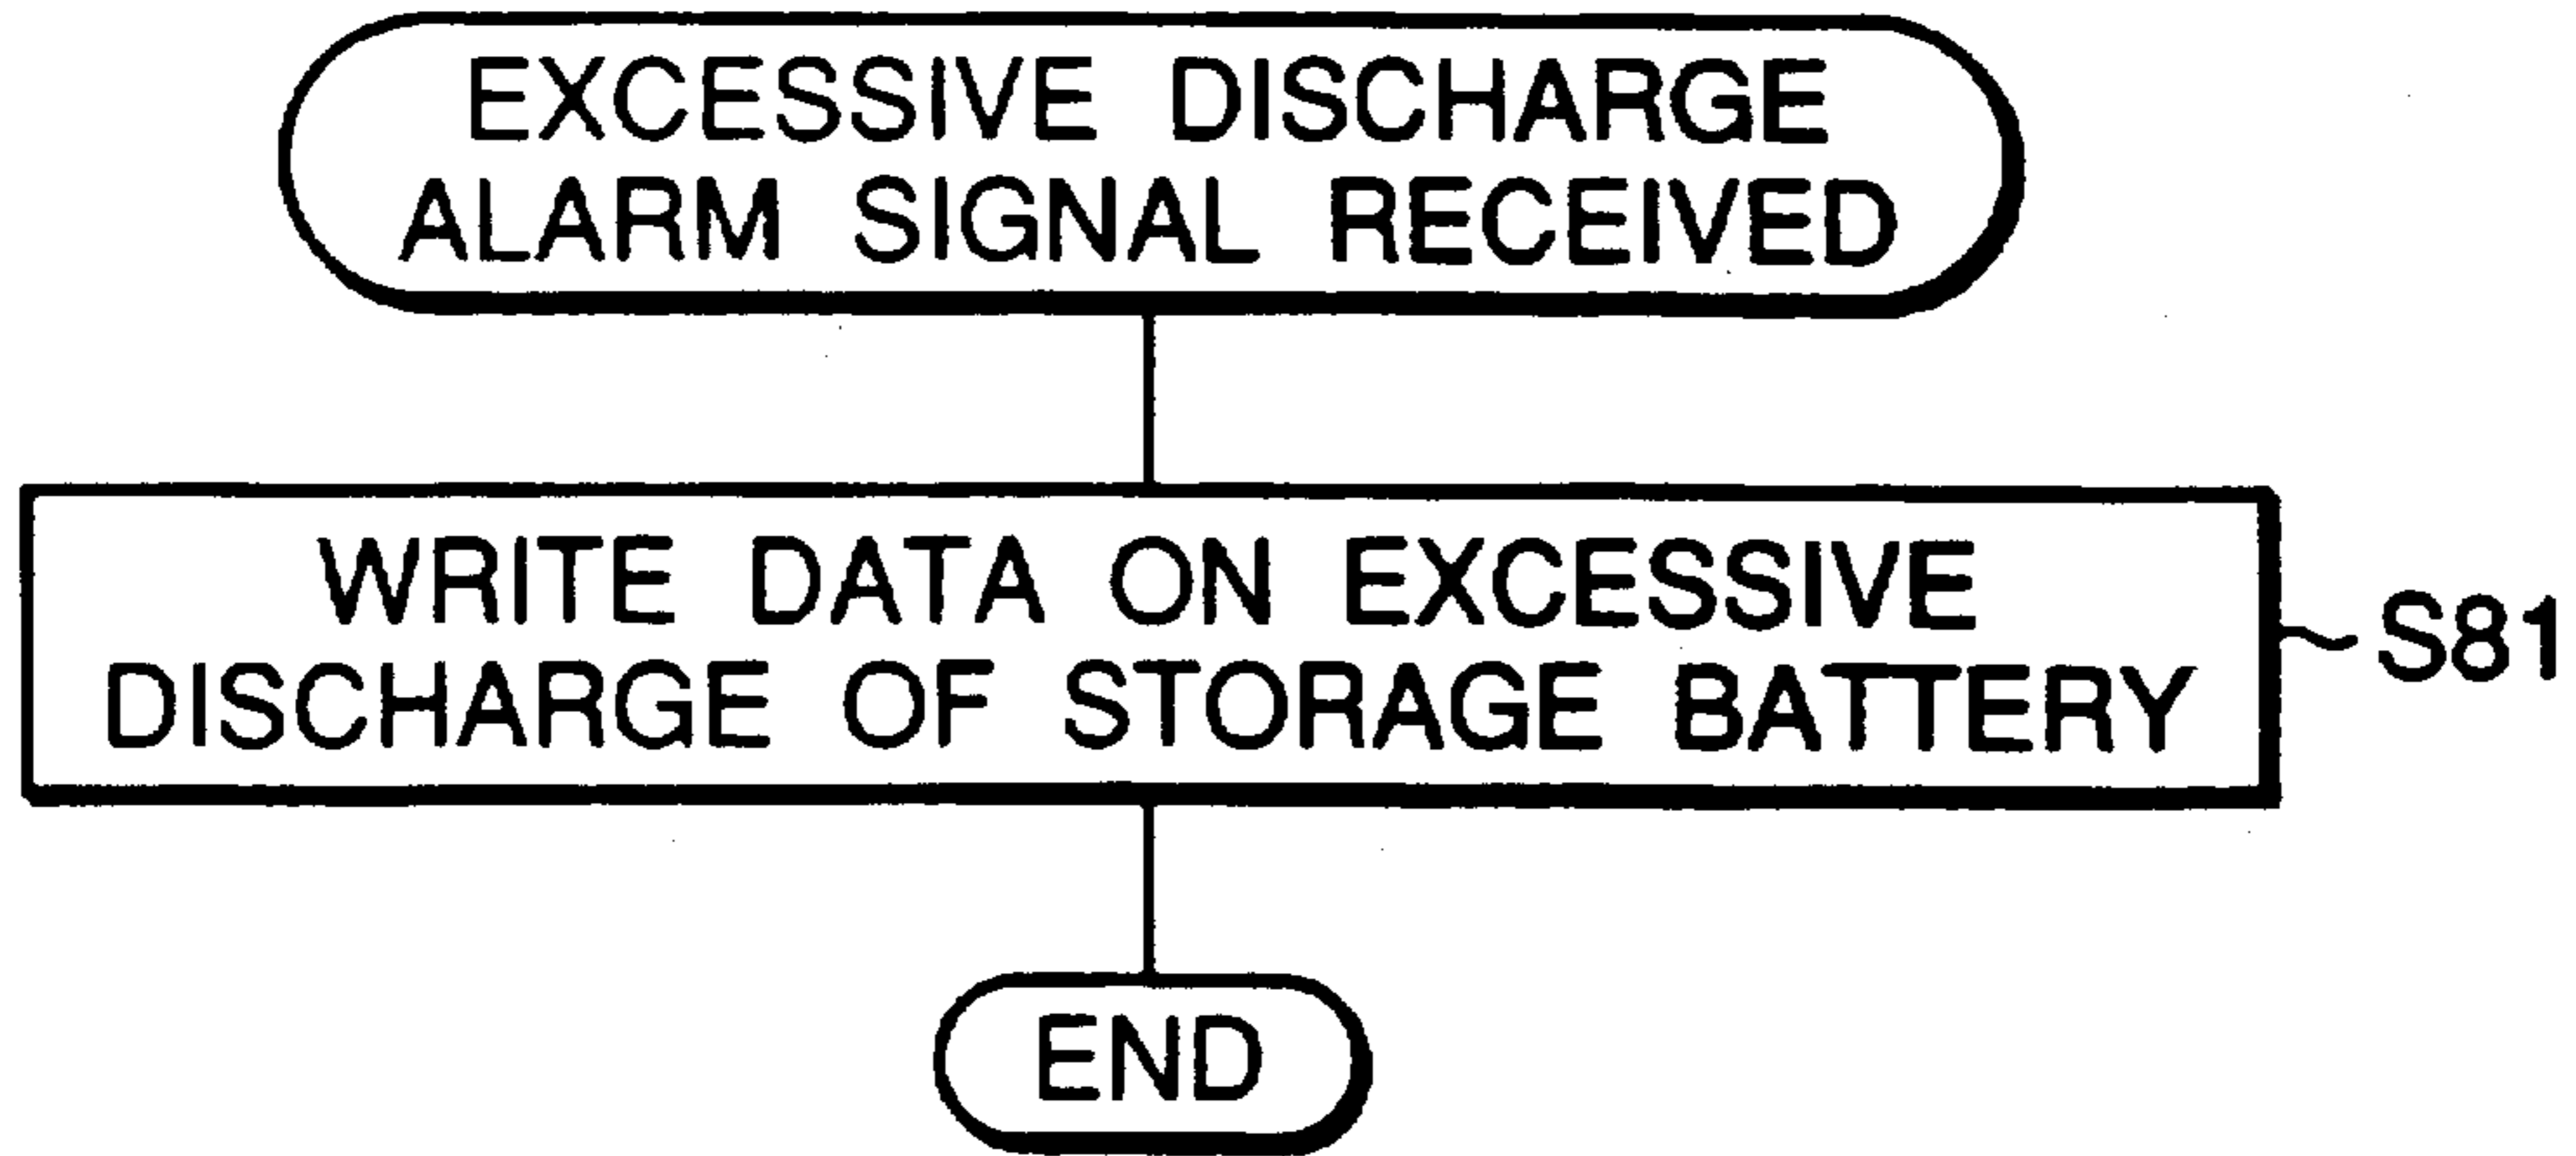 EXCESSIVE DISCHARGE
ALARM SIGNAL RECEIVED
WRITE DATA ON EXCESSIVE
DISCHARGE OF STORAGE BATTERY
S81
END